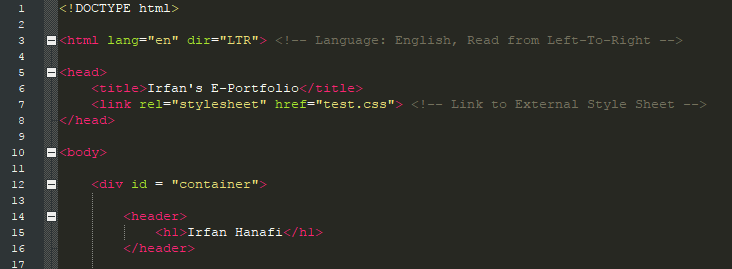 1 <!DOCTYPE html>
2
3 <html lang="en" dir="LTR"> <!-- Language: English, Read from Left-To-Right -->
4
5 <head>
6     <title>Irfan's E-Portfolio</title>
7     <link rel="stylesheet" href="test.css"> <!-- Link to External Style Sheet -->
8 </head>
9
10 <body>
11
12     <div id = "container">
13
14         <header>
15             <h1>Irfan Hanafi</h1>
16         </header>
17